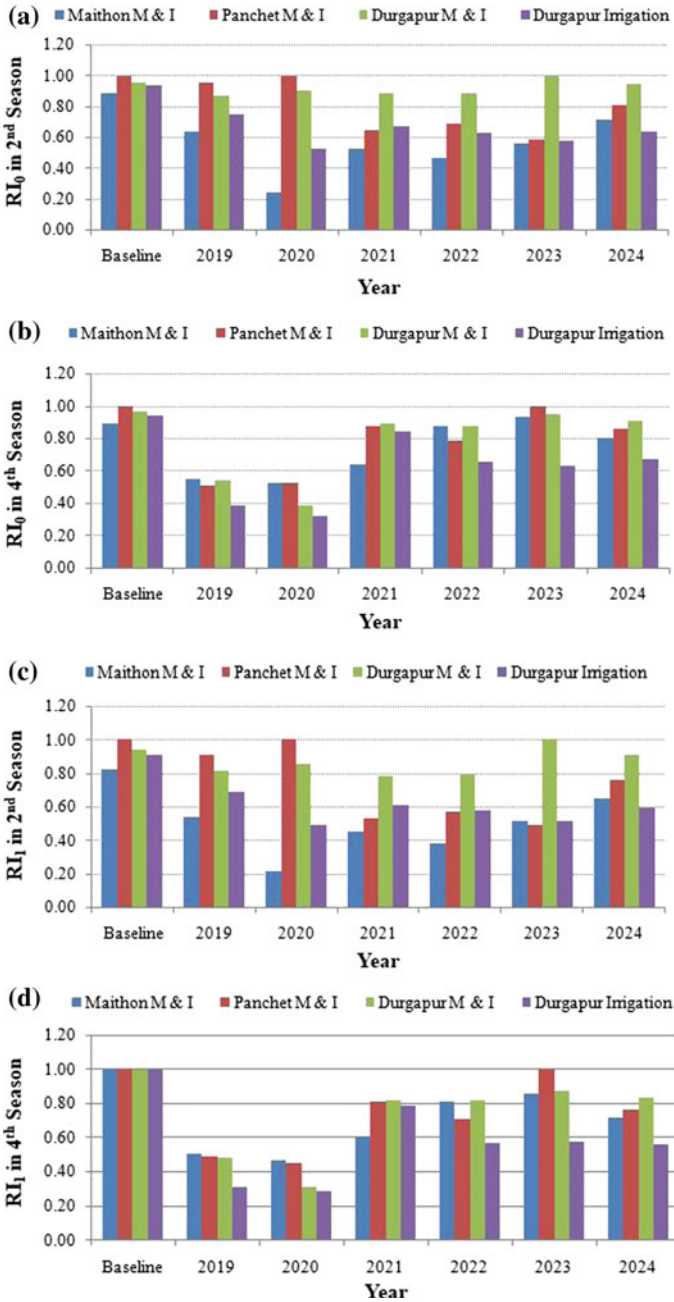 (a)
Maithon M & I Panchet M & I Durgapur M & I Durgapur Irrigation
RI0 in 2nd Season
1.20
1.00
0.80
0.60
0.40
0.20
0.00
Baseline 2019 2020 2021 2022 2023 2024
Year
(b)
Maithon M & I Panchet M & I Durgapur M & I Durgapur Irrigation
RI0 in 4th Season
1.20
1.00
0.80
0.60
0.40
0.20
0.00
Baseline 2019 2020 2021 2022 2023 2024
Year
(c)
Maithon M & I Panchet M & I Durgapur M & I Durgapur Irrigation
RI1 in 2nd Season
1.20
1.00
0.80
0.60
0.40
0.20
0.00
Baseline 2019 2020 2021 2022 2023 2024
Year
(d)
Maithon M & I Panchet M & I Durgapur M & I Durgapur Irrigation
RI1 in 4th Season
1.20
1.00
0.80
0.60
0.40
0.20
0.00
Baseline 2019 2020 2021 2022 2023 2024
Year